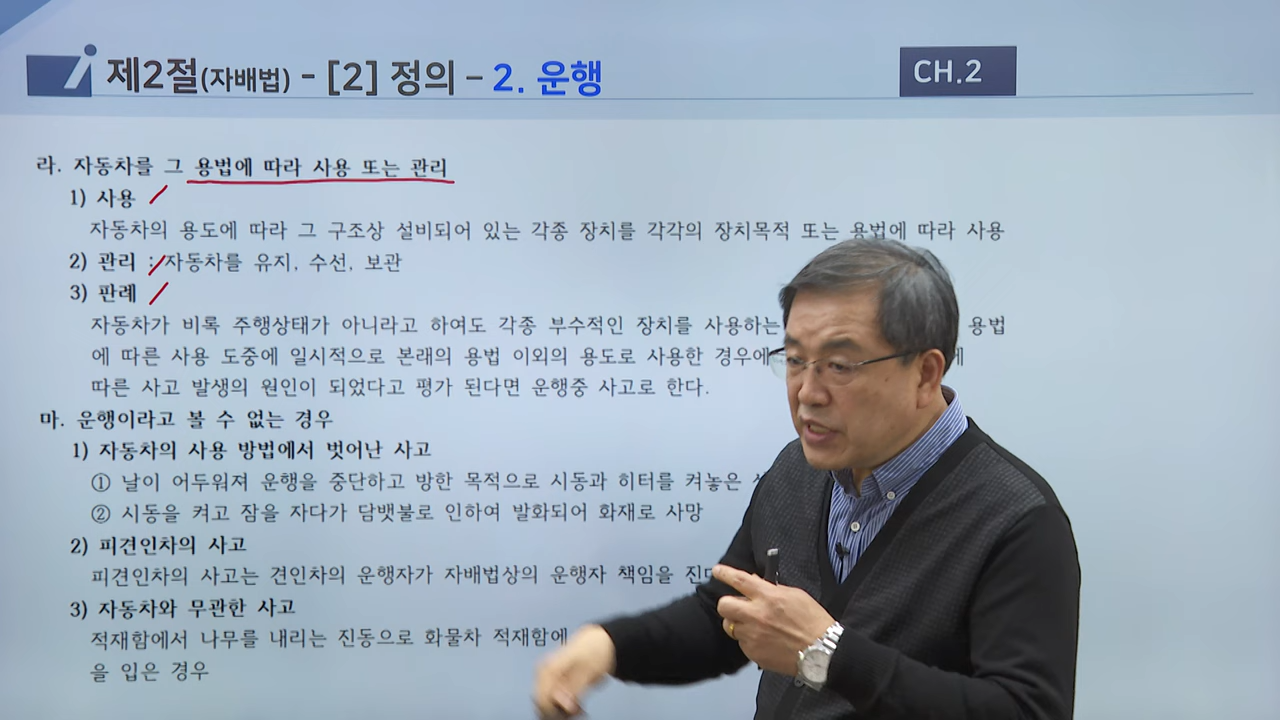 제2절(자배법) - [2] 정의 – 2. 운행
CH.2
라. 자동차를 그 용법에 따라 사용 또는 관리
1) 사용
자동차의 용도에 따라 그 구조상 설비되어 있는 각종 장치를 각각의 장치목적 또는 용법에 따라 사용
2) 관리 : 자동차를 유지, 수선, 보관
3) 판례
자동차가 비록 주행상태가 아니라고 하여도 각종 부수적인 장치를 사용하는 용법
에 따른 사용 도중에 일시적으로 본래의 용법 이외의 용도로 사용한 경우에
따른 사고 발생의 원인이 되었다고 평가 된다면 운행중 사고로 한다.
마. 운행이라고 볼 수 없는 경우
1) 자동차의 사용 방법에서 벗어난 사고
① 날이 어두워져 운행을 중단하고 방한 목적으로 시동과 히터를 켜놓은
② 시동을 켜고 잠을 자다가 담뱃불로 인하여 발화되어 화재로 사망
2) 피견인차의 사고
피견인차의 사고는 견인차의 운행자가 자배법상의 운행자 책임을
3) 자동차와 무관한 사고
적재함에서 나무를 내리는 진동으로 화물차 적재함에
을 입은 경우